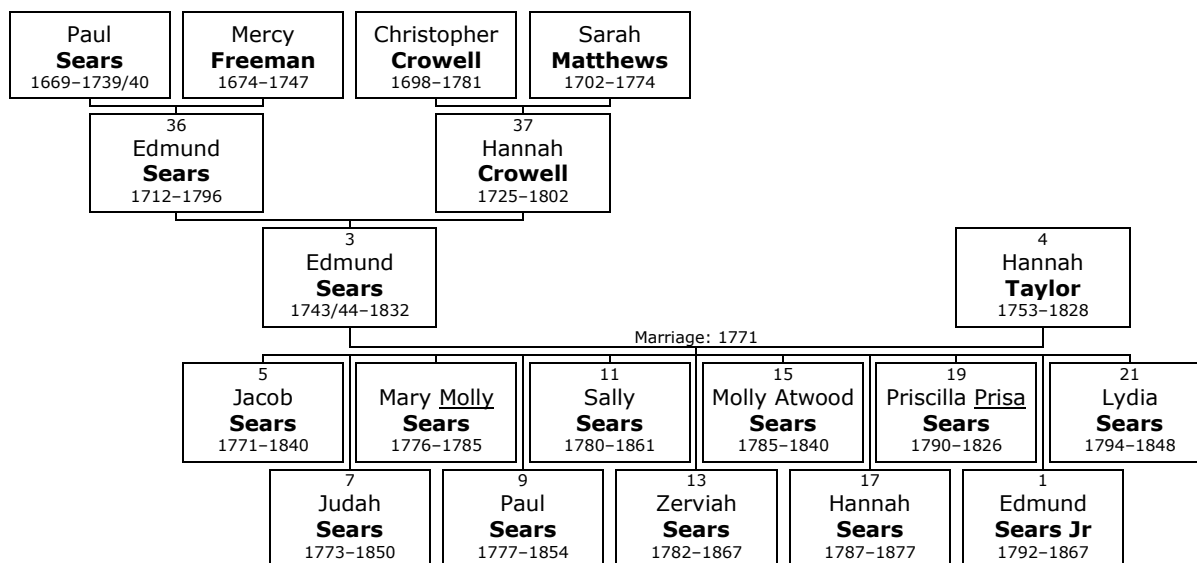 Paul
Sears
1669–1739/40
Mercy
Freeman
1674–1747
Christopher
Crowell
1698–1781
Sarah
Matthews
1702–1774
36
Edmund
Sears
1712–1796
37
Hannah
Crowell
1725–1802
3
Edmund
Sears
1743/44–1832
4
Hannah
Taylor
1753–1828
Marriage: 1771
5
Jacob
Sears
1771–1840
Mary Molly
Sears
1776–1785
11
Sally
Sears
1780–1861
15
Molly Atwood
Sears
1785–1840
19
Priscilla Prisa
Sears
1790–1826
21
Lydia
Sears
1794–1848
7
Judah
Sears
1773–1850
9
Paul
Sears
1777–1854
13
Zerviah
Sears
1782–1867
17
Hannah
Sears
1787–1877
1
Edmund
Sears Jr
1792–1867